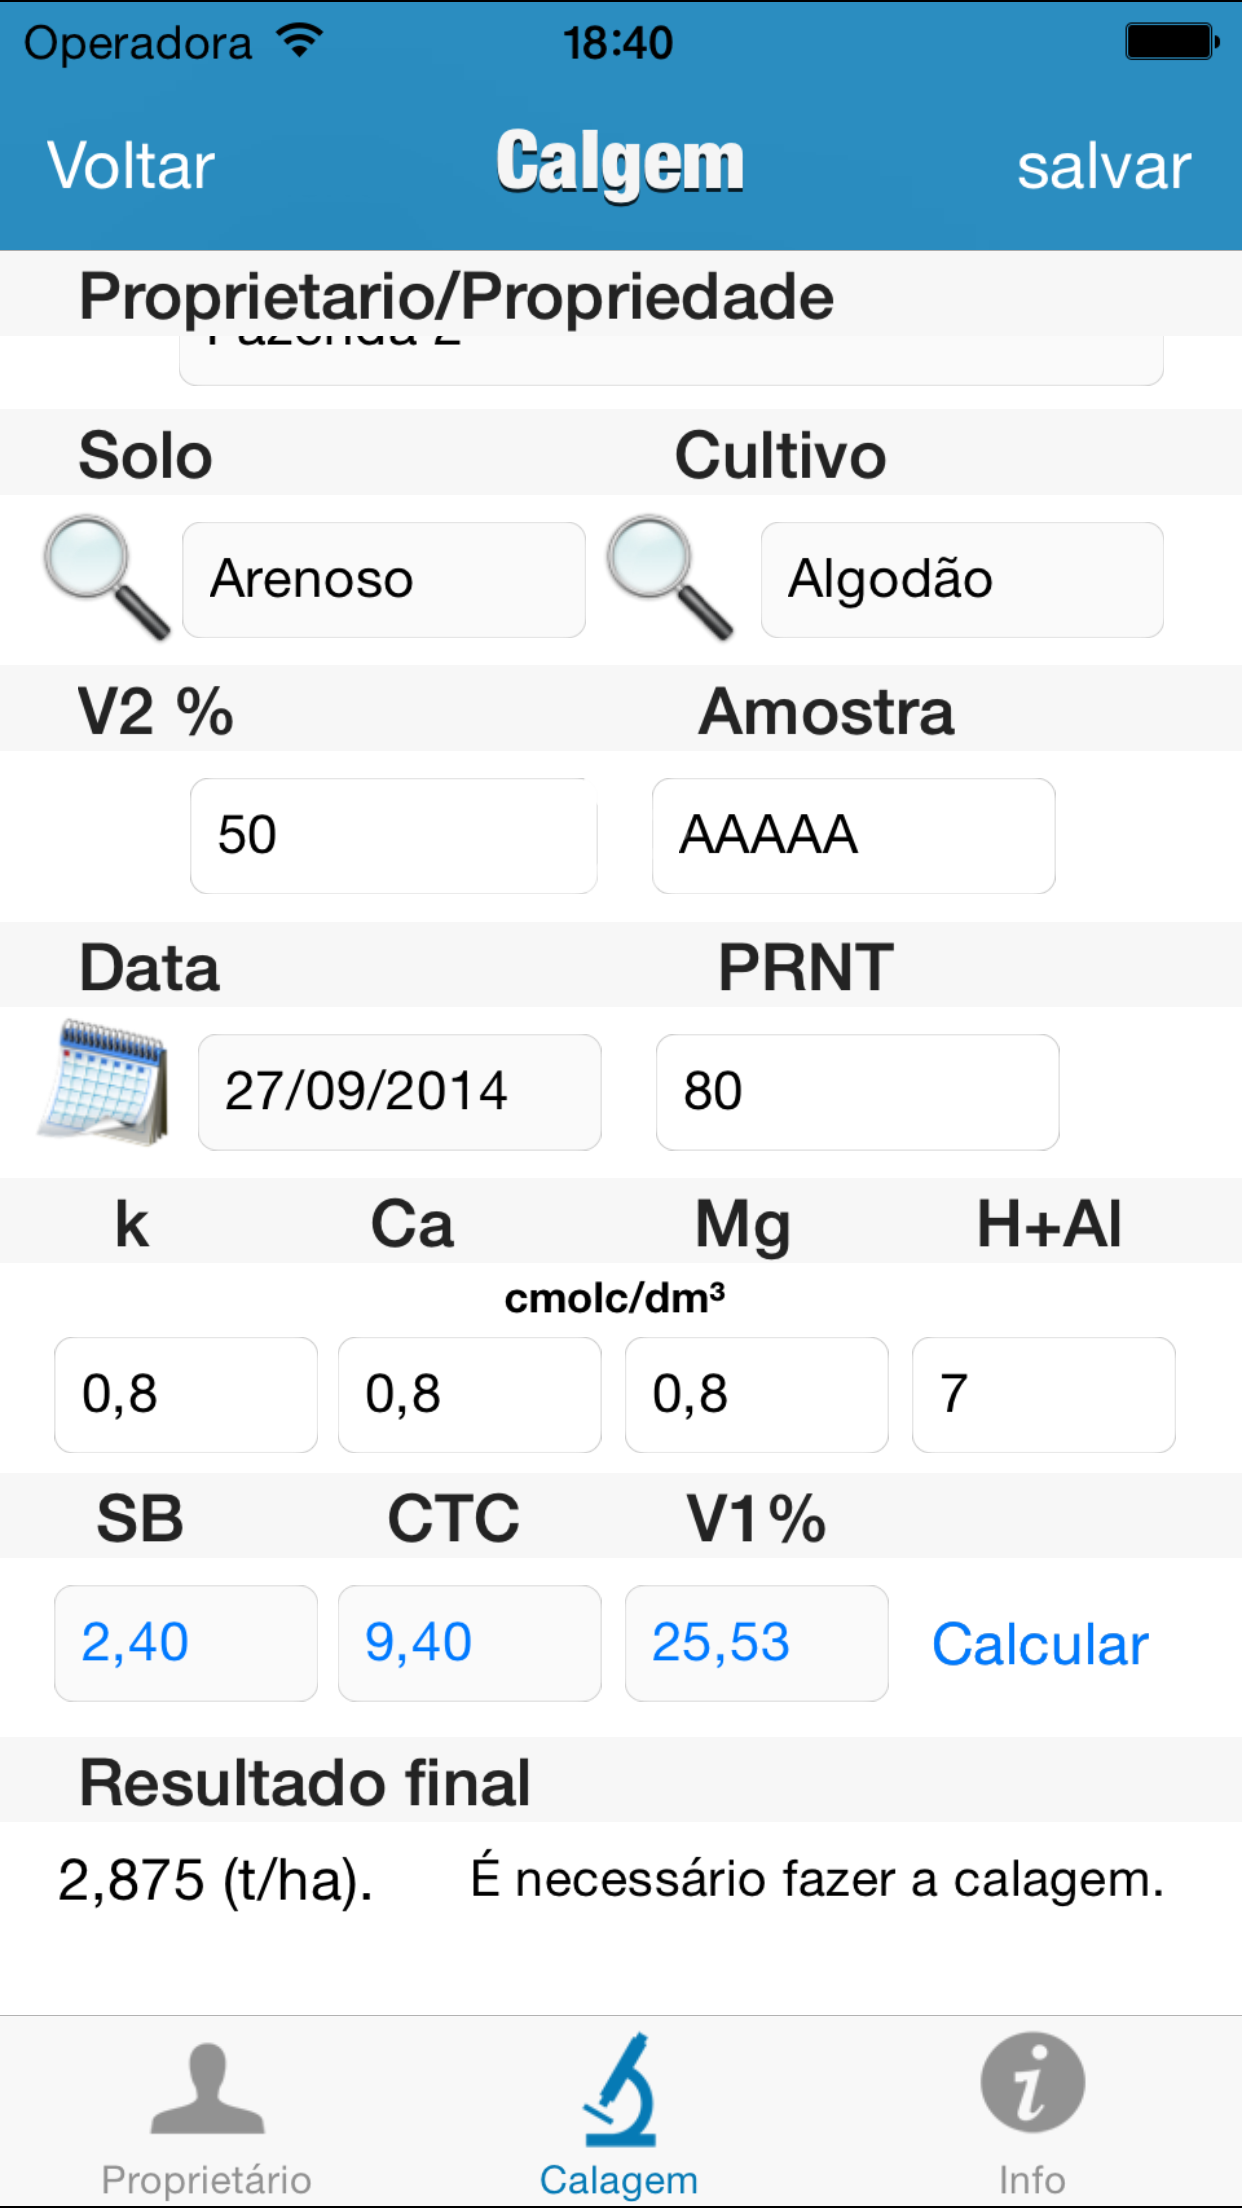 Operadora 18:40
Voltar Calgem salvar
Proprietario/Propriedade
Fazenda 2
Solo Cultivo
Arenoso Algodão
V2 % Amostra
50 AAAAA
Data PRNT
27/09/2014 80
k Ca Mg H+Al
cmolc/dm³
0,8 0,8 0,8 7
SB CTC V1%
2,40 9,40 25,53 Calcular
Resultado final
2,875 (t/ha). É necessário fazer a calagem.
Proprietário Calagem Info